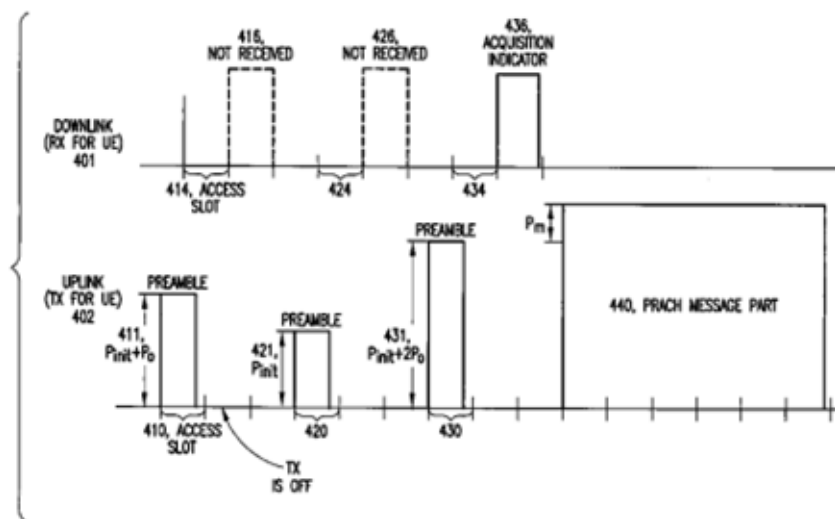 416,
NOT RECEIVED
426,
NOT RECEIVED
436,
ACQUISITION
INDICATOR
DOWNLINK
(RX FOR UE)
401
414, ACCESS
SLOT
424
434
Pm
PREAMBLE
UPLINK
(TX FOR UE)
402
PREAMBLE
PREAMBLE
411,
Pinit+Po
421,
Pinit
431,
Pinit+2Po
440, PRACH MESSAGE PART
410, ACCESS
SLOT
420
430
TX
IS OFF